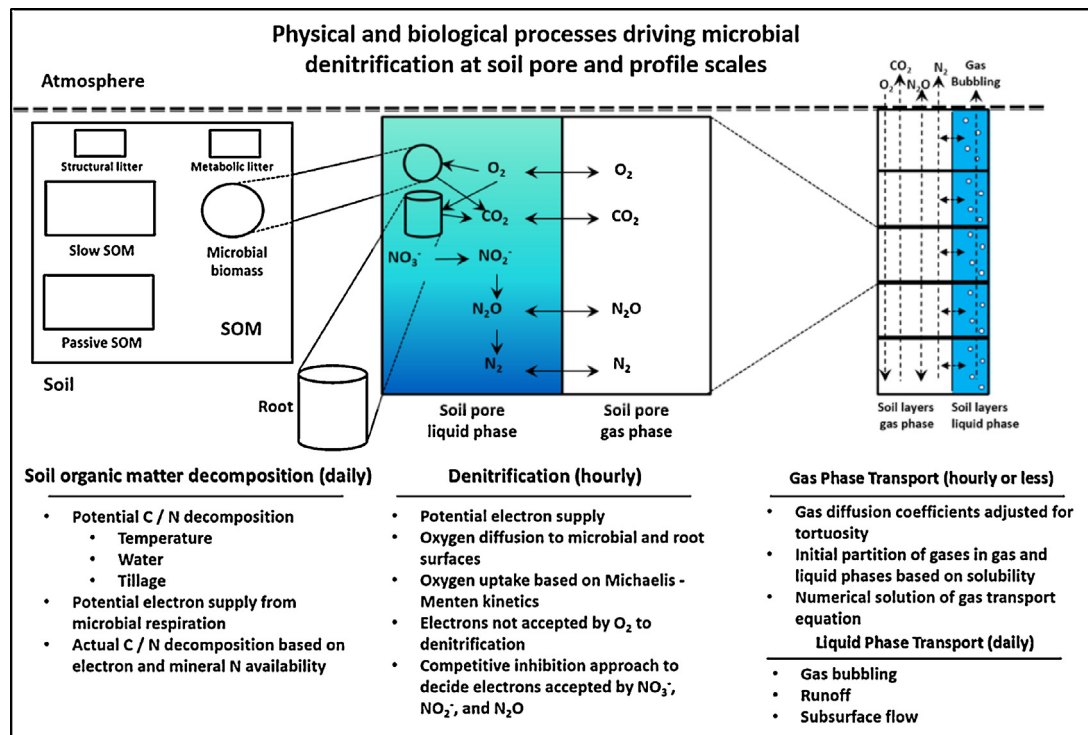 Physical and biological processes driving microbial
denitrification at soil pore and profile scales
Atmosphere
Structural litter
Metabolic litter
Slow SOM
Microbial
biomass
Passive SOM
SOM
Soil
Root
O₂
O₂
CO₂
CO₂
NO₃⁻
NO₂⁻
N₂O
N₂O
N₂
N₂
Soil pore
liquid phase
Soil pore
gas phase
O₂
CO₂
N₂O
N₂
Gas
Bubbling
Soil layers
gas phase
Soil layers
liquid phase
Soil organic matter decomposition (daily)
• Potential C / N decomposition
• Temperature
• Water
• Tillage
• Potential electron supply from
microbial respiration
• Actual C / N decomposition based on
electron and mineral N availability
Denitrification (hourly)
• Potential electron supply
• Oxygen diffusion to microbial and root
surfaces
• Oxygen uptake based on Michaelis -
Menten kinetics
• Electrons not accepted by O₂ to
denitrification
• Competitive inhibition approach to
decide electrons accepted by NO₃⁻,
NO₂⁻, and N₂O
Gas Phase Transport (hourly or less)
• Gas diffusion coefficients adjusted for
tortuosity
• Initial partition of gases in gas and
liquid phases based on solubility
• Numerical solution of gas transport
equation
Liquid Phase Transport (daily)
• Gas bubbling
• Runoff
• Subsurface flow